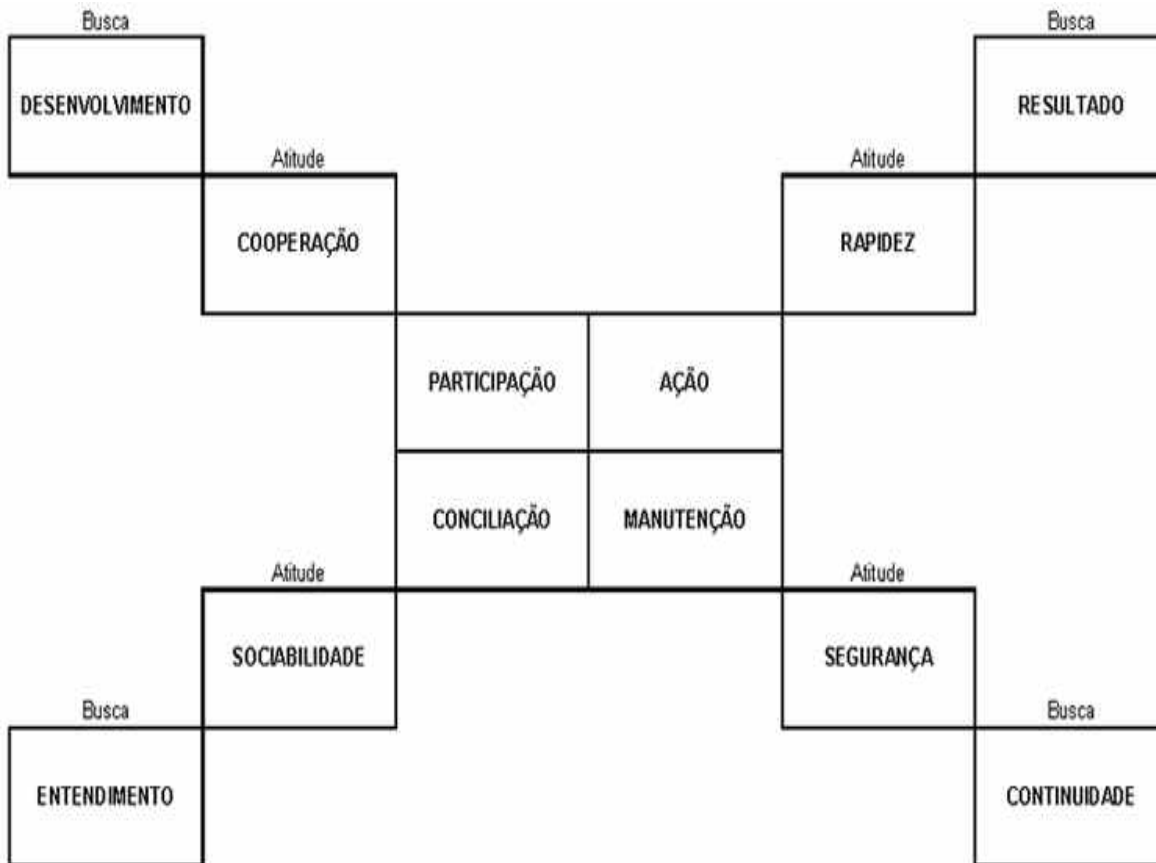 Busca
Busca
DESENVOLVIMENTO
RESULTADO
Atitude
Atitude
COOPERAÇÃO
RAPIDEZ
PARTICIPAÇÃO
AÇÃO
CONCILIAÇÃO
MANUTENÇÃO
Atitude
Atitude
SOCIABILIDADE
SEGURANÇA
Busca
Busca
ENTENDIMENTO
CONTINUIDADE